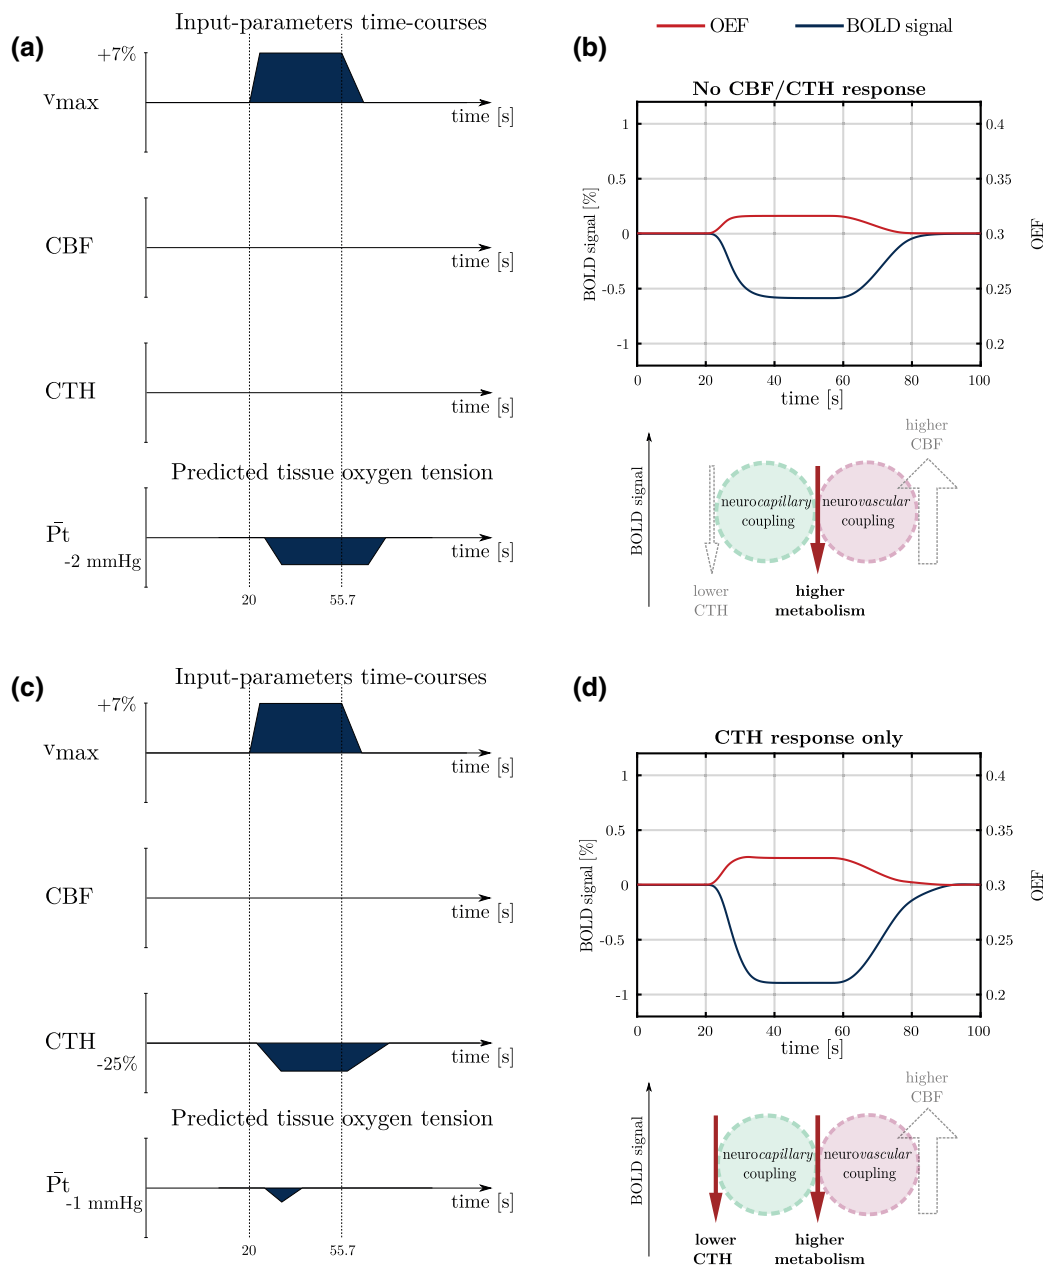 (a)
Input-parameters time-courses
+7%
vmax
time [s]
CBF
time [s]
CTH
time [s]
Predicted tissue oxygen tension
P̄t
-2 mmHg
time [s]
20 55.7
(b)
OEF BOLD signal
No CBF/CTH response
1 0.4
0.5 0.35
0 0.3
-0.5 0.25
-1 0.2
BOLD signal [%]
OEF
0 20 40 60 80 100
time [s]
BOLD signal
higher
CBF
neurocapillary
coupling
neurovascular
coupling
lower
CTH
higher
metabolism
(c)
Input-parameters time-courses
+7%
vmax
time [s]
CBF
time [s]
CTH
-25%
time [s]
Predicted tissue oxygen tension
P̄t
-1 mmHg
time [s]
20 55.7
(d)
CTH response only
1 0.4
0.5 0.35
0 0.3
-0.5 0.25
-1 0.2
BOLD signal [%]
OEF
0 20 40 60 80 100
time [s]
BOLD signal
higher
CBF
neurocapillary
coupling
neurovascular
coupling
lower
CTH
higher
metabolism